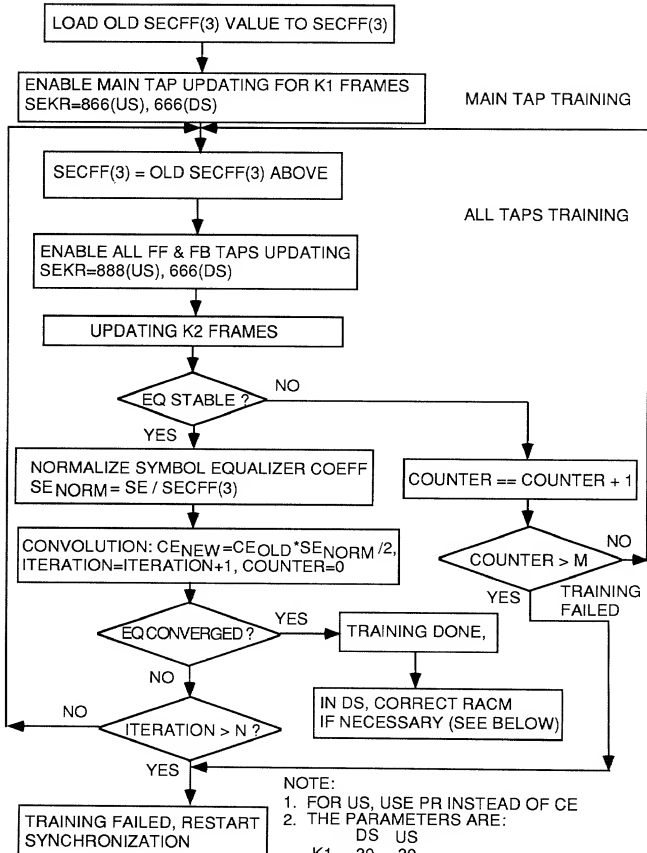 LOAD OLD SECFF(3) VALUE TO SECFF(3)
ENABLE MAIN TAP UPDATING FOR K1 FRAMES
SEKR=866(US), 666(DS)
MAIN TAP TRAINING
SECFF(3) = OLD SECFF(3) ABOVE
ALL TAPS TRAINING
ENABLE ALL FF & FB TAPS UPDATING
SEKR=888(US), 666(DS)
UPDATING K2 FRAMES
EQ STABLE ?
NO
YES
NORMALIZE SYMBOL EQUALIZER COEFF
SENORM = SE / SECFF(3)
COUNTER == COUNTER + 1
CONVOLUTION: CENEW=CEOLD*SENORM/2,
ITERATION=ITERATION+1, COUNTER=0
COUNTER > M
NO
YES
TRAINING
FAILED
EQ CONVERGED ?
YES
TRAINING DONE,
NO
IN DS, CORRECT RACM
IF NECESSARY (SEE BELOW)
NO
ITERATION > N ?
YES
TRAINING FAILED, RESTART
SYNCHRONIZATION
NOTE:
1. FOR US, USE PR INSTEAD OF CE
2. THE PARAMETERS ARE:
DS US